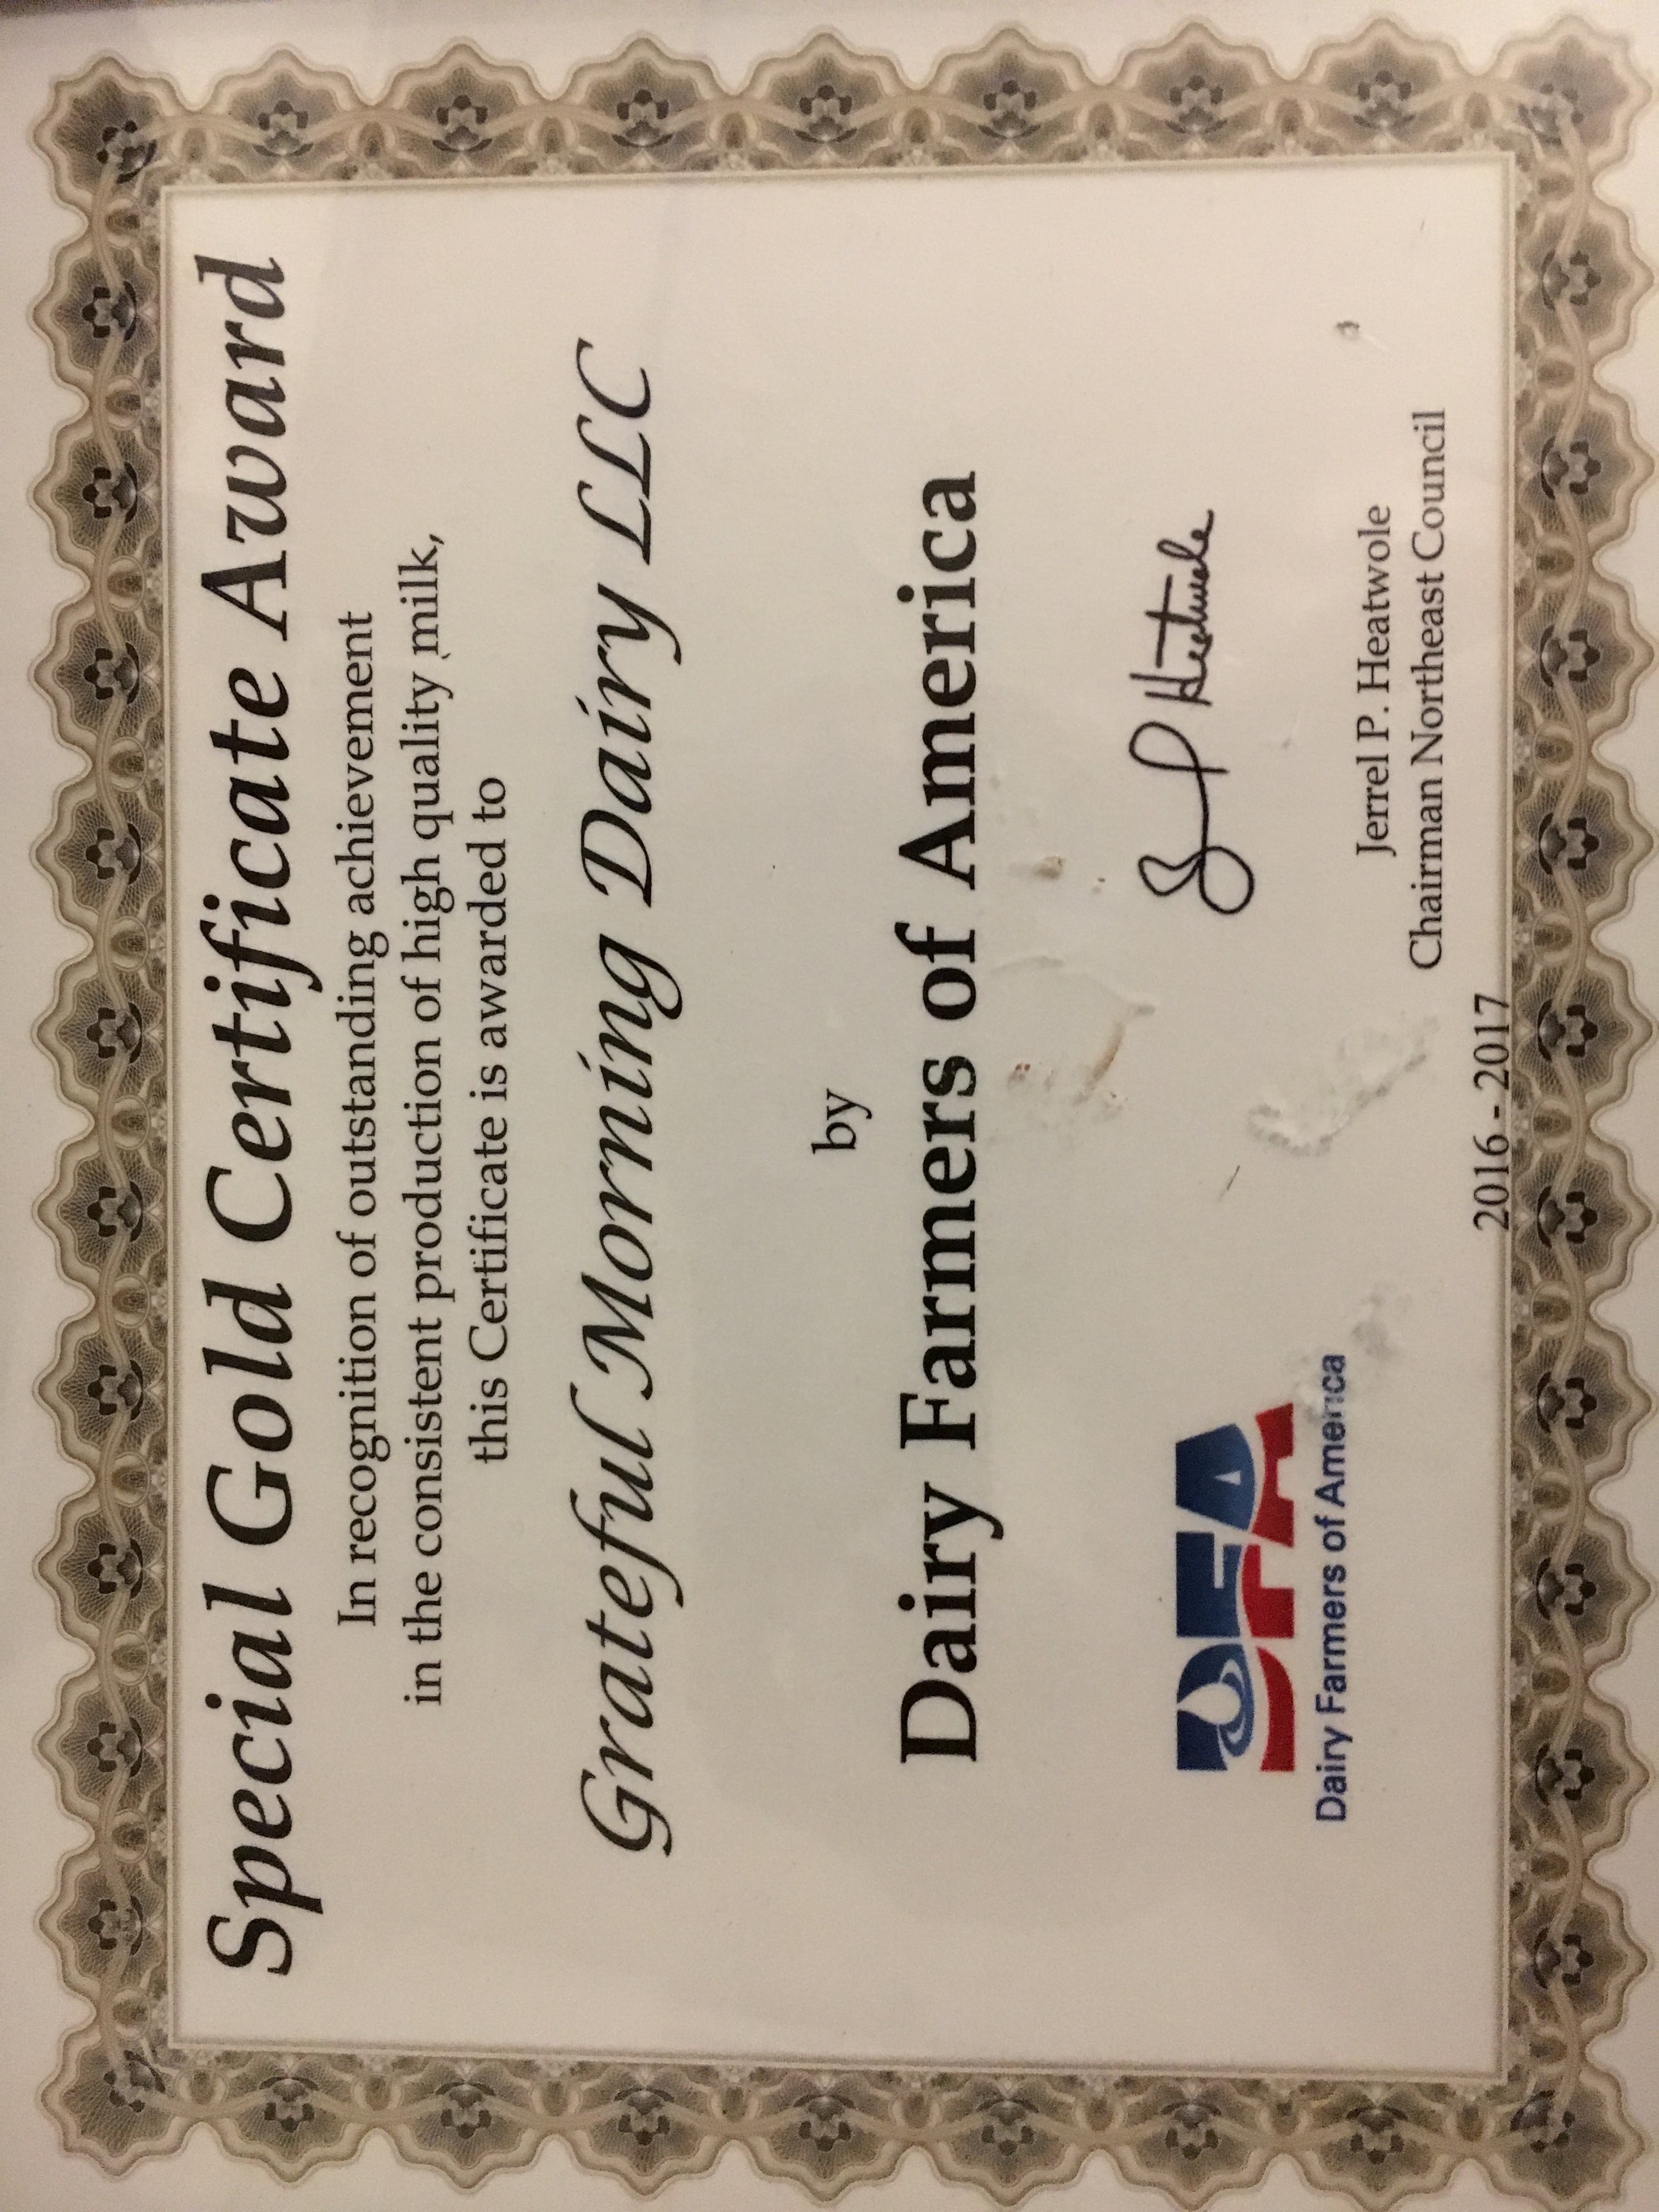 Special Gold Certificate Award
In recognition of outstanding achievement
in the consistent production of high quality milk,
this Certificate is awarded to
Grateful Morning Dairy LLC
by
Dairy Farmers of America
DFA
Dairy Farmers of America
J P Heatwole
Jerrel P. Heatwole
Chairman Northeast Council
2016 - 2017